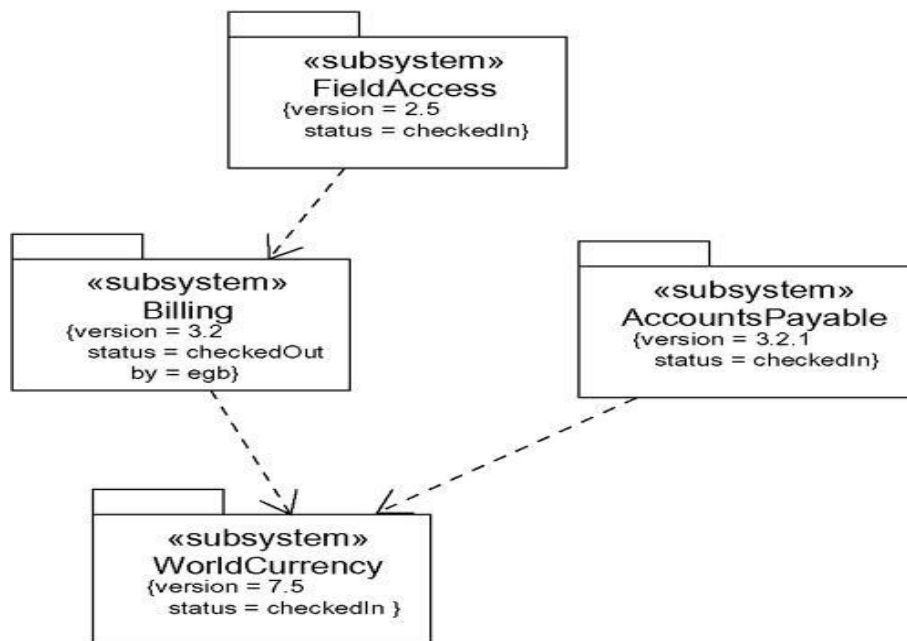 «subsystem»
FieldAccess
{version = 2.5
status = checkedIn}
«subsystem»
Billing
{version = 3.2
status = checkedOut
by = egb}
«subsystem»
AccountsPayable
{version = 3.2.1
status = checkedIn}
«subsystem»
WorldCurrency
{version = 7.5
status = checkedIn }